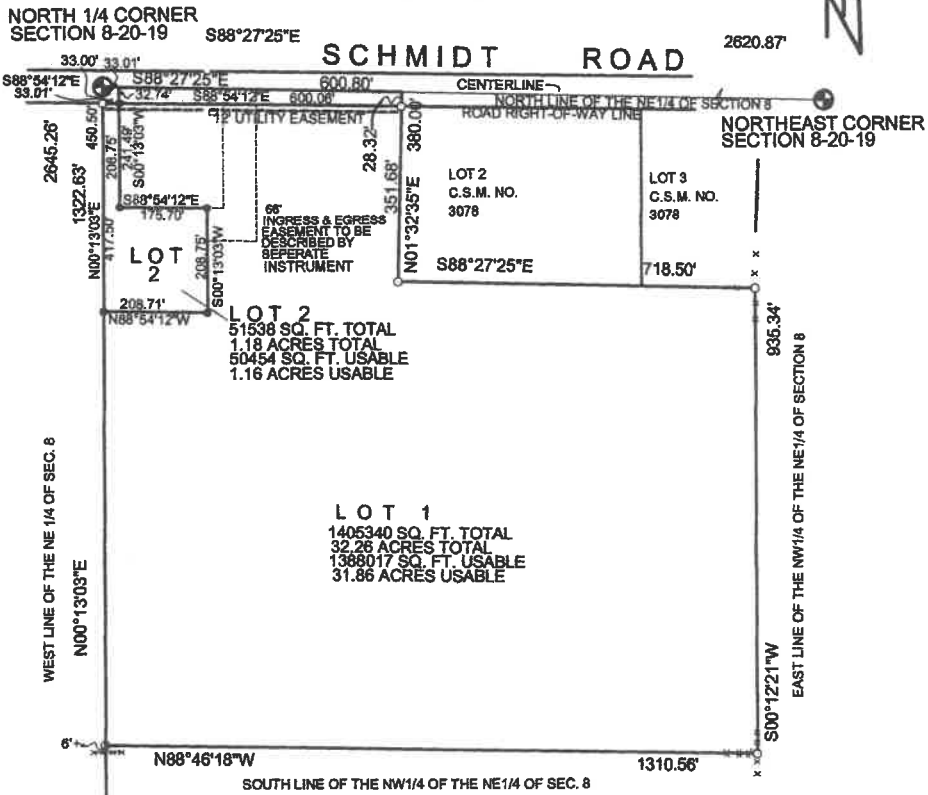 NORTH 1/4 CORNER
SECTION 8-20-19
S88°27'25"E
SCHMIDT ROAD
2620.87'
N
33.00'
33.01'
S88°54'12"E
33.01'
S88°27'25"E
600.80'
CENTERLINE
32.74'
S88°54'12"E
600.06'
NORTH LINE OF THE NE1/4 OF SECTION 8
12' UTILITY EASEMENT
ROAD RIGHT-OF-WAY LINE
NORTHEAST CORNER
SECTION 8-20-19
2645.26'
450.50'
1322.63'
208.75'
241.49'
S00°13'03"W
28.32'
380.00'
351.68'
N01°32'35"E
LOT 2
C.S.M. NO.
3078
LOT 3
C.S.M. NO.
3078
S88°54'12"E
175.70'
N00°13'03"E
417.50'
LOT
2
208.75'
S00°13'03"W
66'
INGRESS & EGRESS
EASEMENT TO BE
DESCRIBED BY
SEPERATE
INSTRUMENT
S88°27'25"E
718.50'
208.71'
N88°54'12"W
LOT 2
51538 SQ. FT. TOTAL
1.18 ACRES TOTAL
50454 SQ. FT. USABLE
1.16 ACRES USABLE
935.34'
EAST LINE OF THE NW1/4 OF THE NE1/4 OF SECTION 8
WEST LINE OF THE NE 1/4 OF SEC. 8
N00°13'03"E
LOT 1
1405340 SQ. FT. TOTAL
32.26 ACRES TOTAL
1388017 SQ. FT. USABLE
31.86 ACRES USABLE
S00°12'21"W
6'
N88°46'18"W
1310.56'
SOUTH LINE OF THE NW1/4 OF THE NE1/4 OF SEC. 8